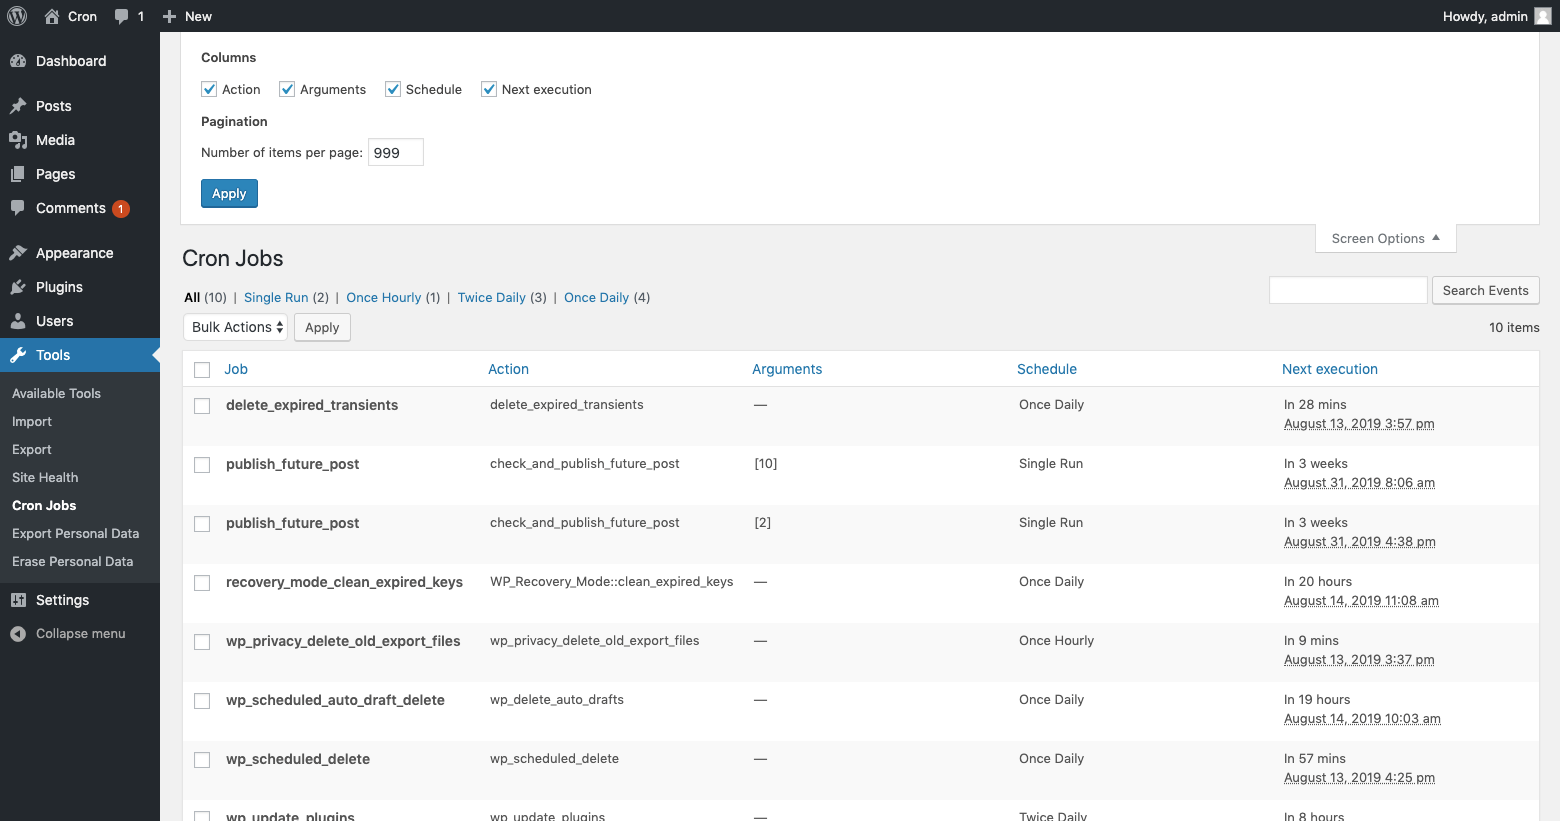 Cron
1
New
Howdy, admin
Dashboard
Posts
Media
Pages
Comments 1
Appearance
Plugins
Users
Tools
Available Tools
Import
Export
Site Health
Cron Jobs
Export Personal Data
Erase Personal Data
Settings
Collapse menu
Columns
Action Arguments Schedule Next execution
Pagination
Number of items per page: 999
Apply
Screen Options
Cron Jobs
All (10) | Single Run (2) | Once Hourly (1) | Twice Daily (3) | Once Daily (4)
Search Events
Bulk Actions Apply
10 items
Job Action Arguments Schedule Next execution
delete_expired_transients delete_expired_transients — Once Daily In 28 mins
August 13, 2019 3:57 pm
publish_future_post check_and_publish_future_post [10] Single Run In 3 weeks
August 31, 2019 8:06 am
publish_future_post check_and_publish_future_post [2] Single Run In 3 weeks
August 31, 2019 4:38 pm
recovery_mode_clean_expired_keys WP_Recovery_Mode::clean_expired_keys — Once Daily In 20 hours
August 14, 2019 11:08 am
wp_privacy_delete_old_export_files wp_privacy_delete_old_export_files — Once Hourly In 9 mins
August 13, 2019 3:37 pm
wp_scheduled_auto_draft_delete wp_delete_auto_drafts — Once Daily In 19 hours
August 14, 2019 10:03 am
wp_scheduled_delete wp_scheduled_delete — Once Daily In 57 mins
August 13, 2019 4:25 pm
wp_update_plugins wp_update_plugins — Twice Daily In 8 hours